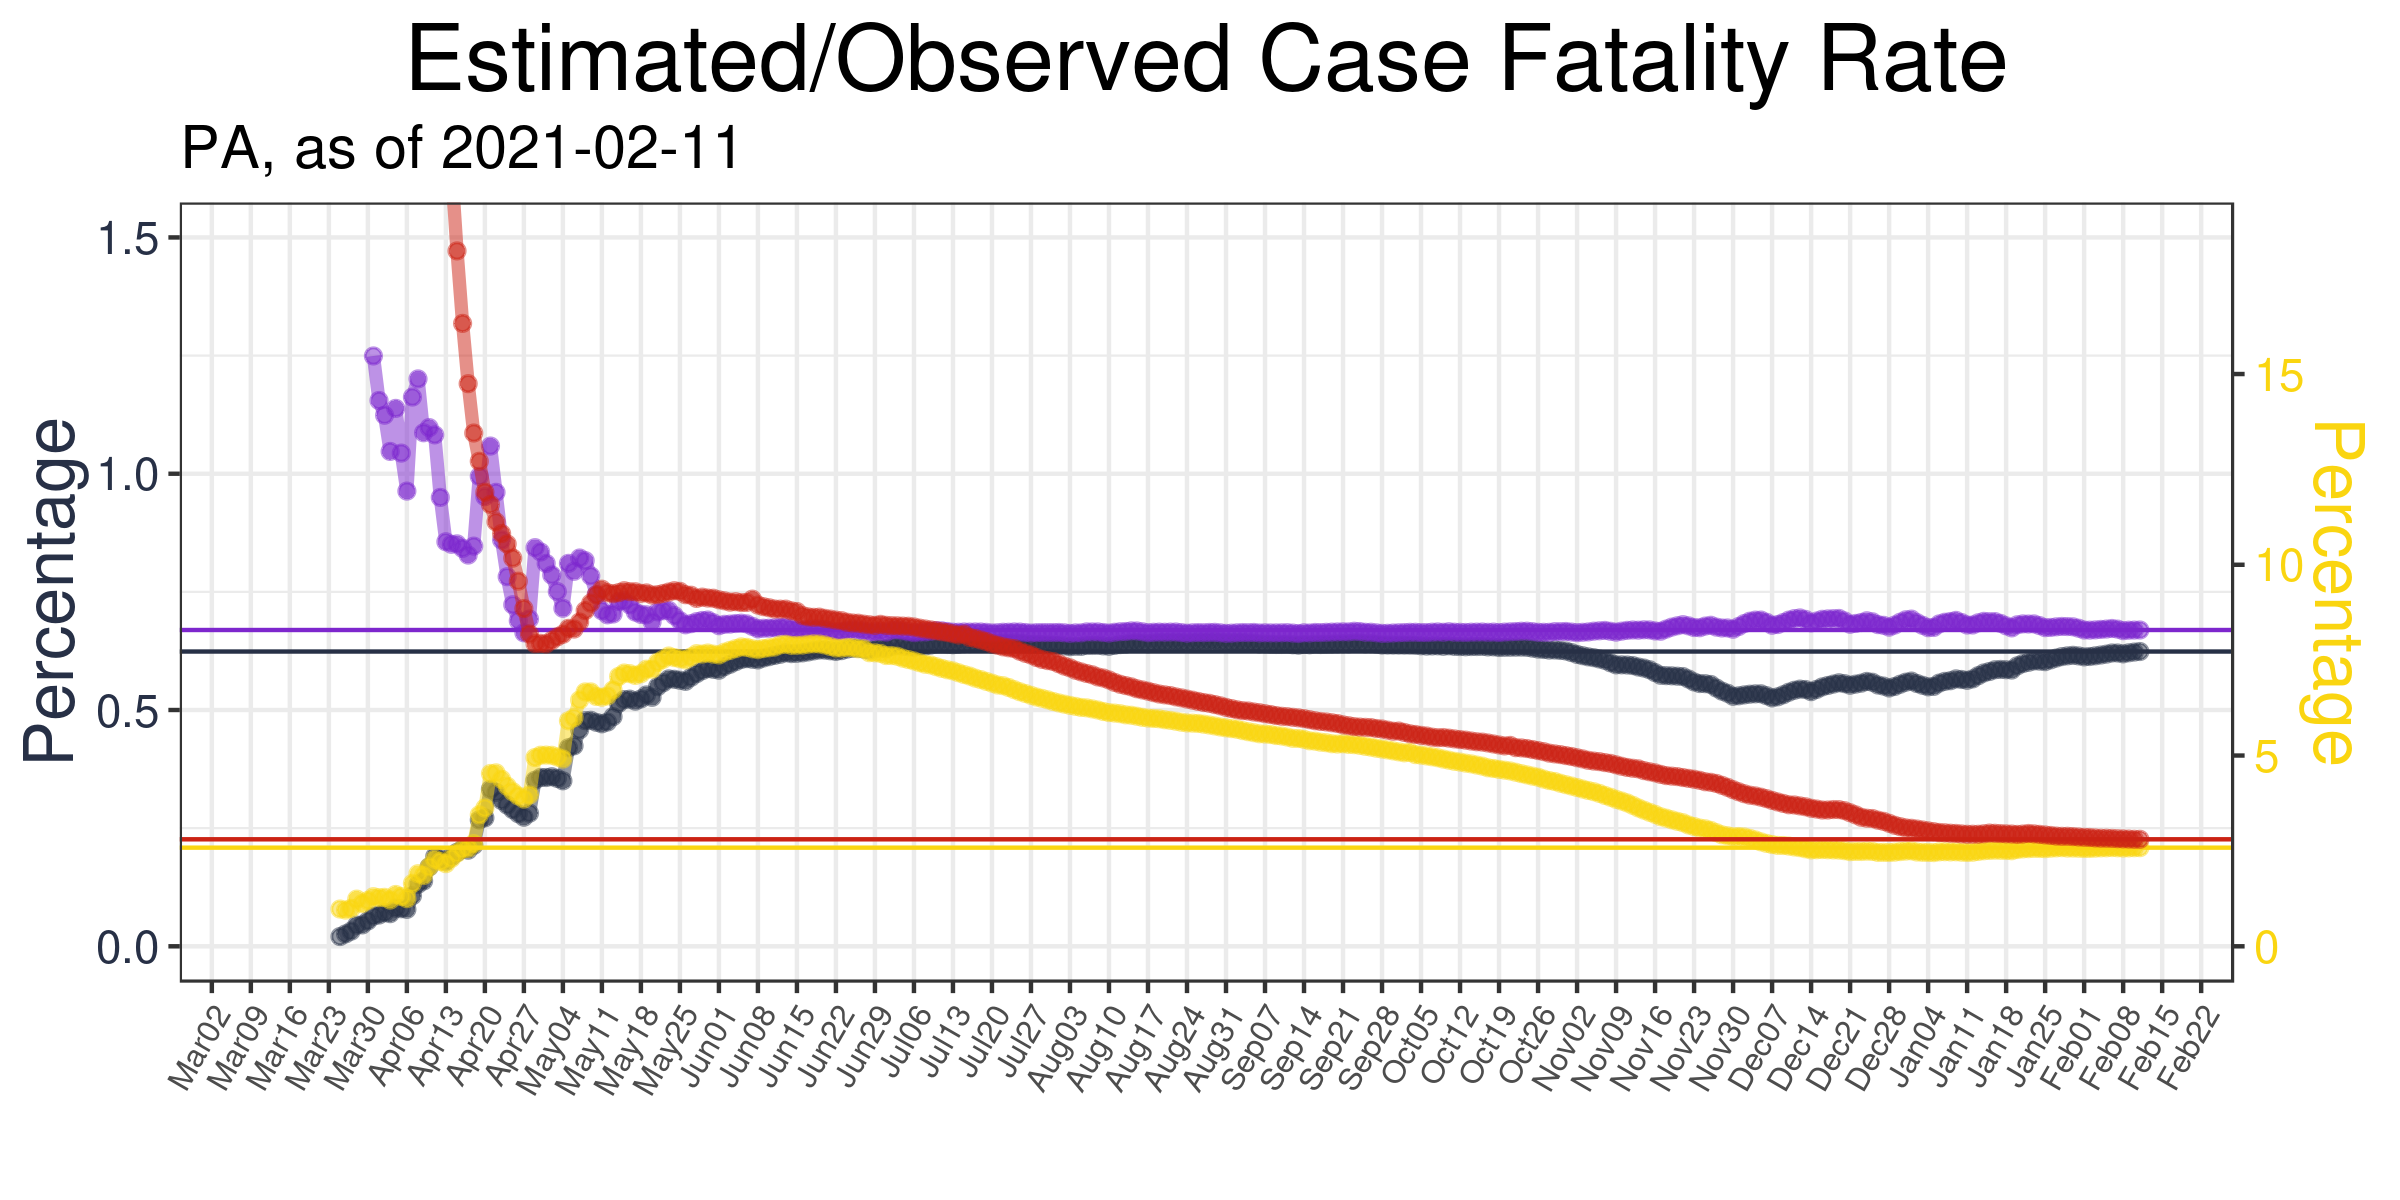 Estimated/Observed Case Fatality Rate
PA, as of 2021-02-11
Percentage
1.5
1.0
0.5
0.0
15
10
5
0
Percentage
Mar02
Mar09
Mar16
Mar23
Mar30
Apr06
Apr13
Apr20
Apr27
May04
May11
May18
May25
Jun01
Jun08
Jun15
Jun22
Jun29
Jul06
Jul13
Jul20
Jul27
Aug03
Aug10
Aug17
Aug24
Aug31
Sep07
Sep14
Sep21
Sep28
Oct05
Oct12
Oct19
Oct26
Nov02
Nov09
Nov16
Nov23
Nov30
Dec07
Dec14
Dec21
Dec28
Jan04
Jan11
Jan18
Jan25
Feb01
Feb08
Feb15
Feb22